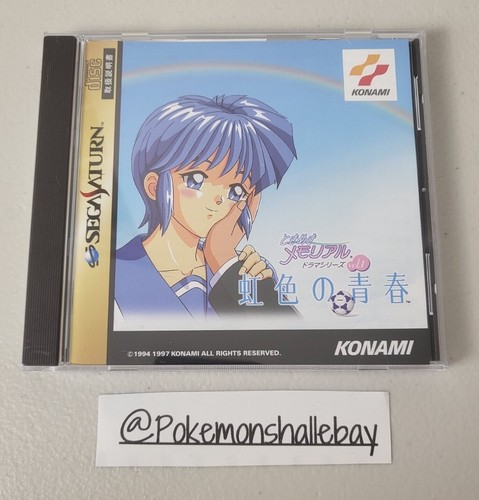 disc
取扱説明書
SEGA SATURN
KONAMI
ときめき
メモリアル
ドラマシリーズ vol.1
虹色の青春
©1994 1997 KONAMI ALL RIGHTS RESERVED.
KONAMI
@Pokemonshallebay